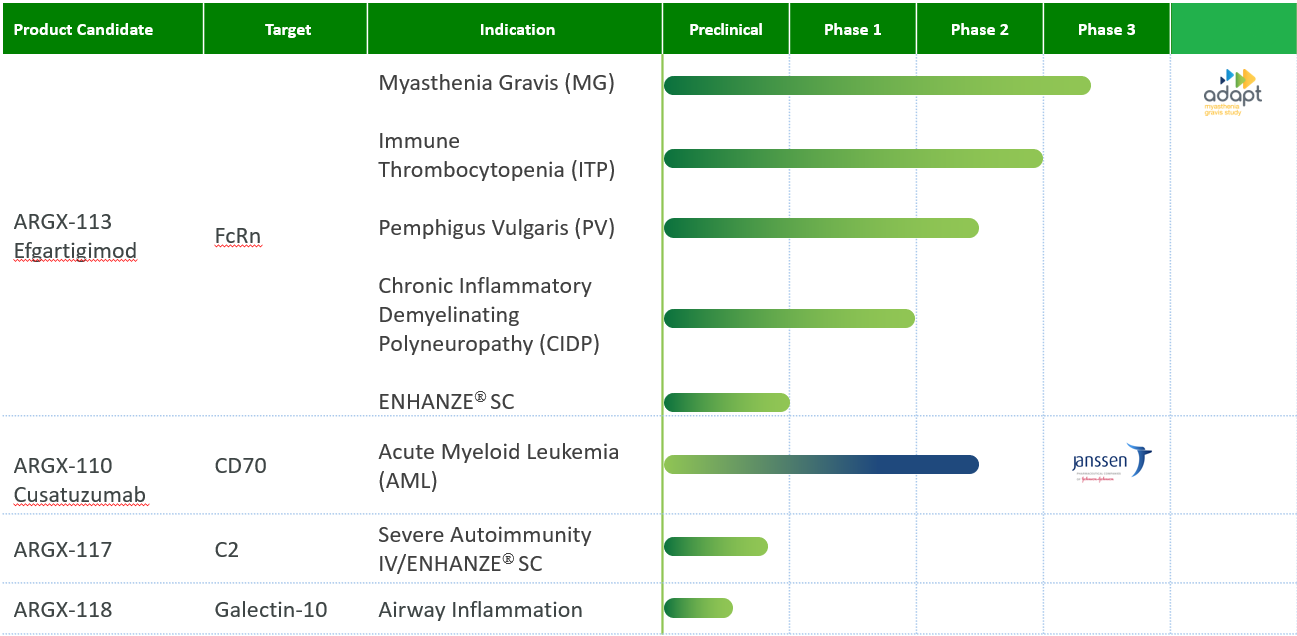 Product Candidate Target Indication Preclinical Phase 1 Phase 2 Phase 3
Myasthenia Gravis (MG)
adapt
myasthenia
gravis study
Immune
Thrombocytopenia (ITP)
ARGX-113
Efgartigimod
FcRn
Pemphigus Vulgaris (PV)
Chronic Inflammatory
Demyelinating
Polyneuropathy (CIDP)
ENHANZE® SC
ARGX-110
Cusatuzumab
CD70
Acute Myeloid Leukemia
(AML)
janssen
PHARMACEUTICAL COMPANIES
OF Johnson & Johnson
ARGX-117
C2
Severe Autoimmunity
IV/ENHANZE® SC
ARGX-118
Galectin-10
Airway Inflammation